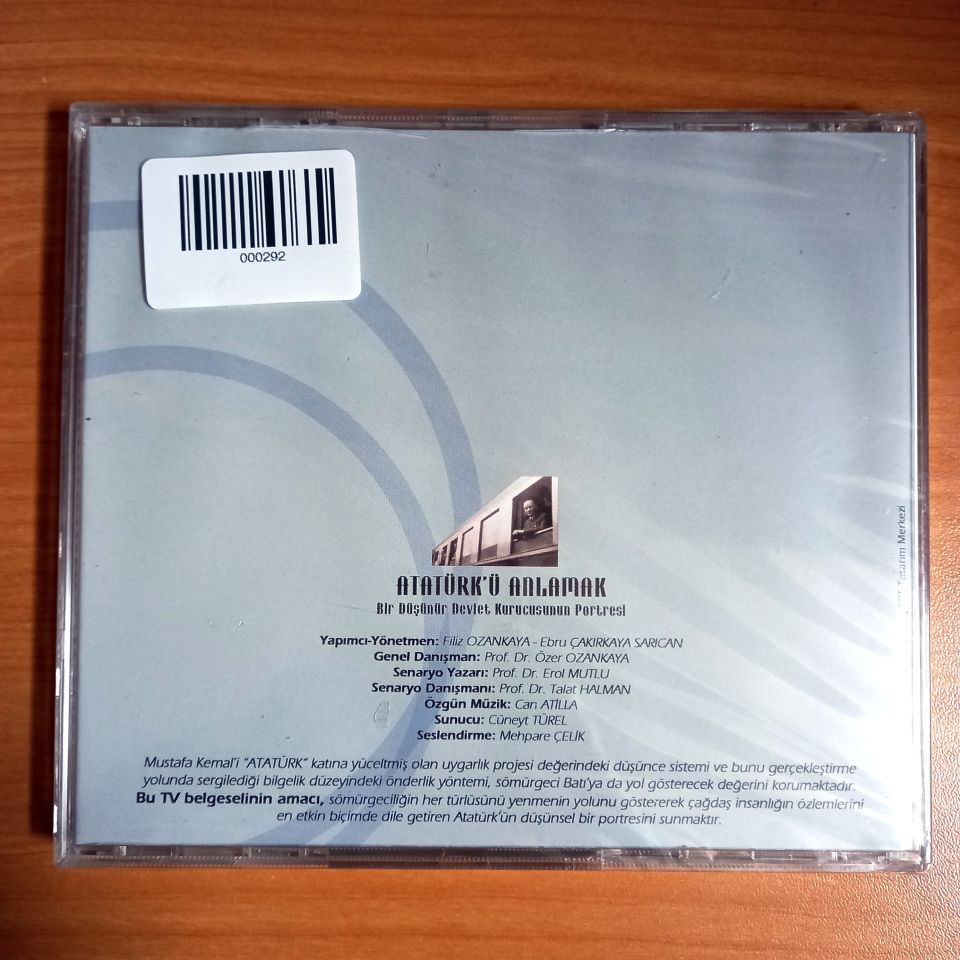 000292
ATATÜRK'Ü ANLAMAK
Bir Düşünür Devlet Kurucusunun Portresi
Yapımcı-Yönetmen: Filiz OZANKAYA - Ebru ÇAKIRKAYA SARICAN
Genel Danışman: Prof. Dr. Özer OZANKAYA
Senaryo Yazarı: Prof. Dr. Erol MUTLU
Senaryo Danışmanı: Prof. Dr. Talat HALMAN
Özgün Müzik: Can ATİLLA
Sunucu: Cüneyt TÜREL
Seslendirme: Mehpare ÇELİK
Mustafa Kemal'i "ATATÜRK" katına yüceltmiş olan uygarlık projesi değerindeki düşünce sistemi ve bunu gerçekleştirme
yolunda sergilediği bilgelik düzeyindeki önderlik yöntemi, sömürgeci Batı'ya da yol gösterecek değerini korumaktadır.
Bu TV belgeselinin amacı, sömürgeciliğin her türlüsünü yenmenin yolunu göstererek çağdaş insanlığın özlemlerini
en etkin biçimde dile getiren Atatürk'ün düşünsel bir portresini sunmaktır.
Tasarım Merkezi